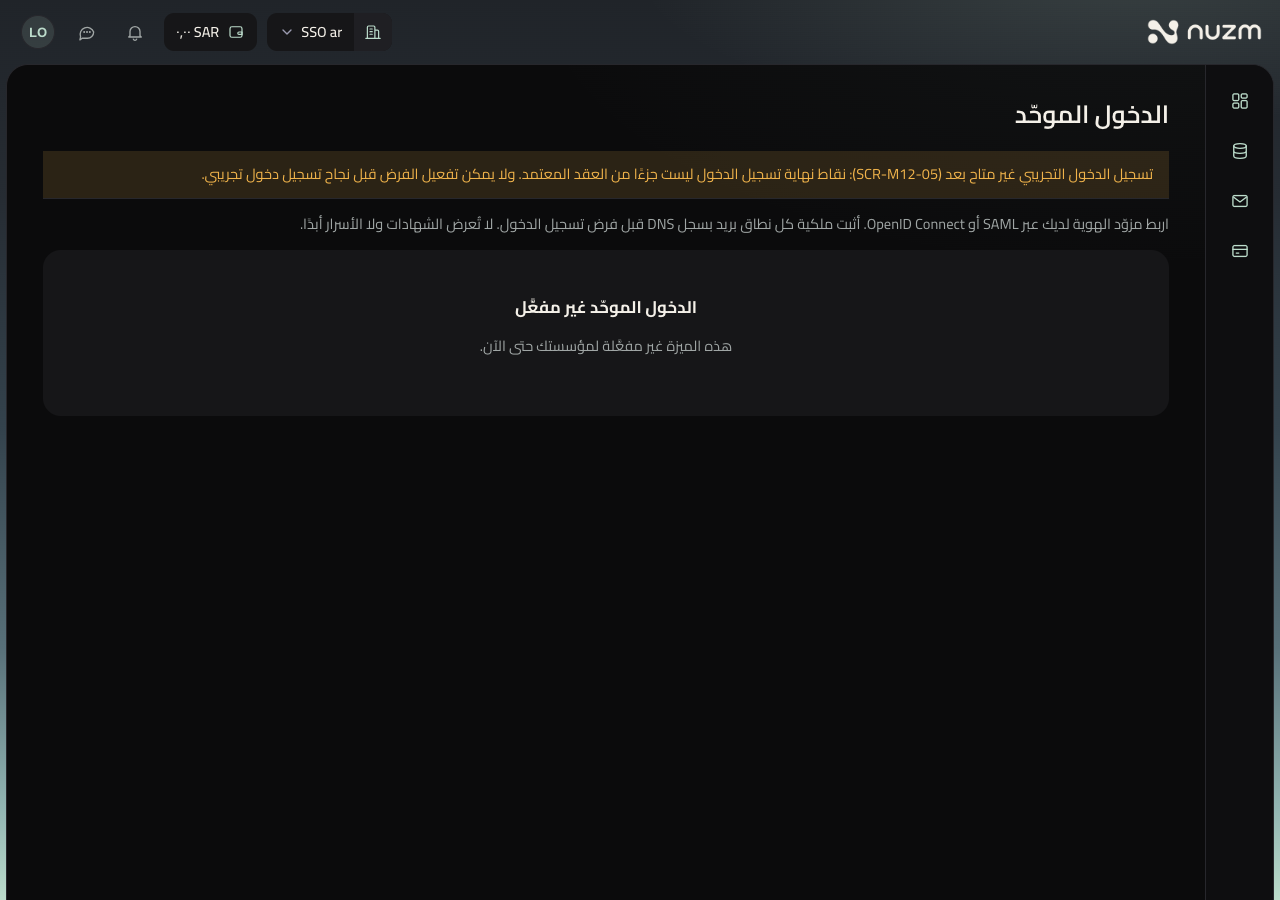 nuzm
SSO ar
٠٫٠٠ SAR
LO
الدخول الموحّد
تسجيل الدخول التجريبي غير متاح بعد (SCR-M12-05): نقاط نهاية تسجيل الدخول ليست جزءًا من العقد المعتمد. ولا يمكن تفعيل الفرض قبل نجاح تسجيل دخول تجريبي.
اربط مزوّد الهوية لديك عبر SAML أو OpenID Connect. أثبت ملكية كل نطاق بريد بسجل DNS قبل فرض تسجيل الدخول. لا تُعرض الشهادات ولا الأسرار أبدًا.
الدخول الموحّد غير مفعَّل
هذه الميزة غير مفعَّلة لمؤسستك حتى الآن.